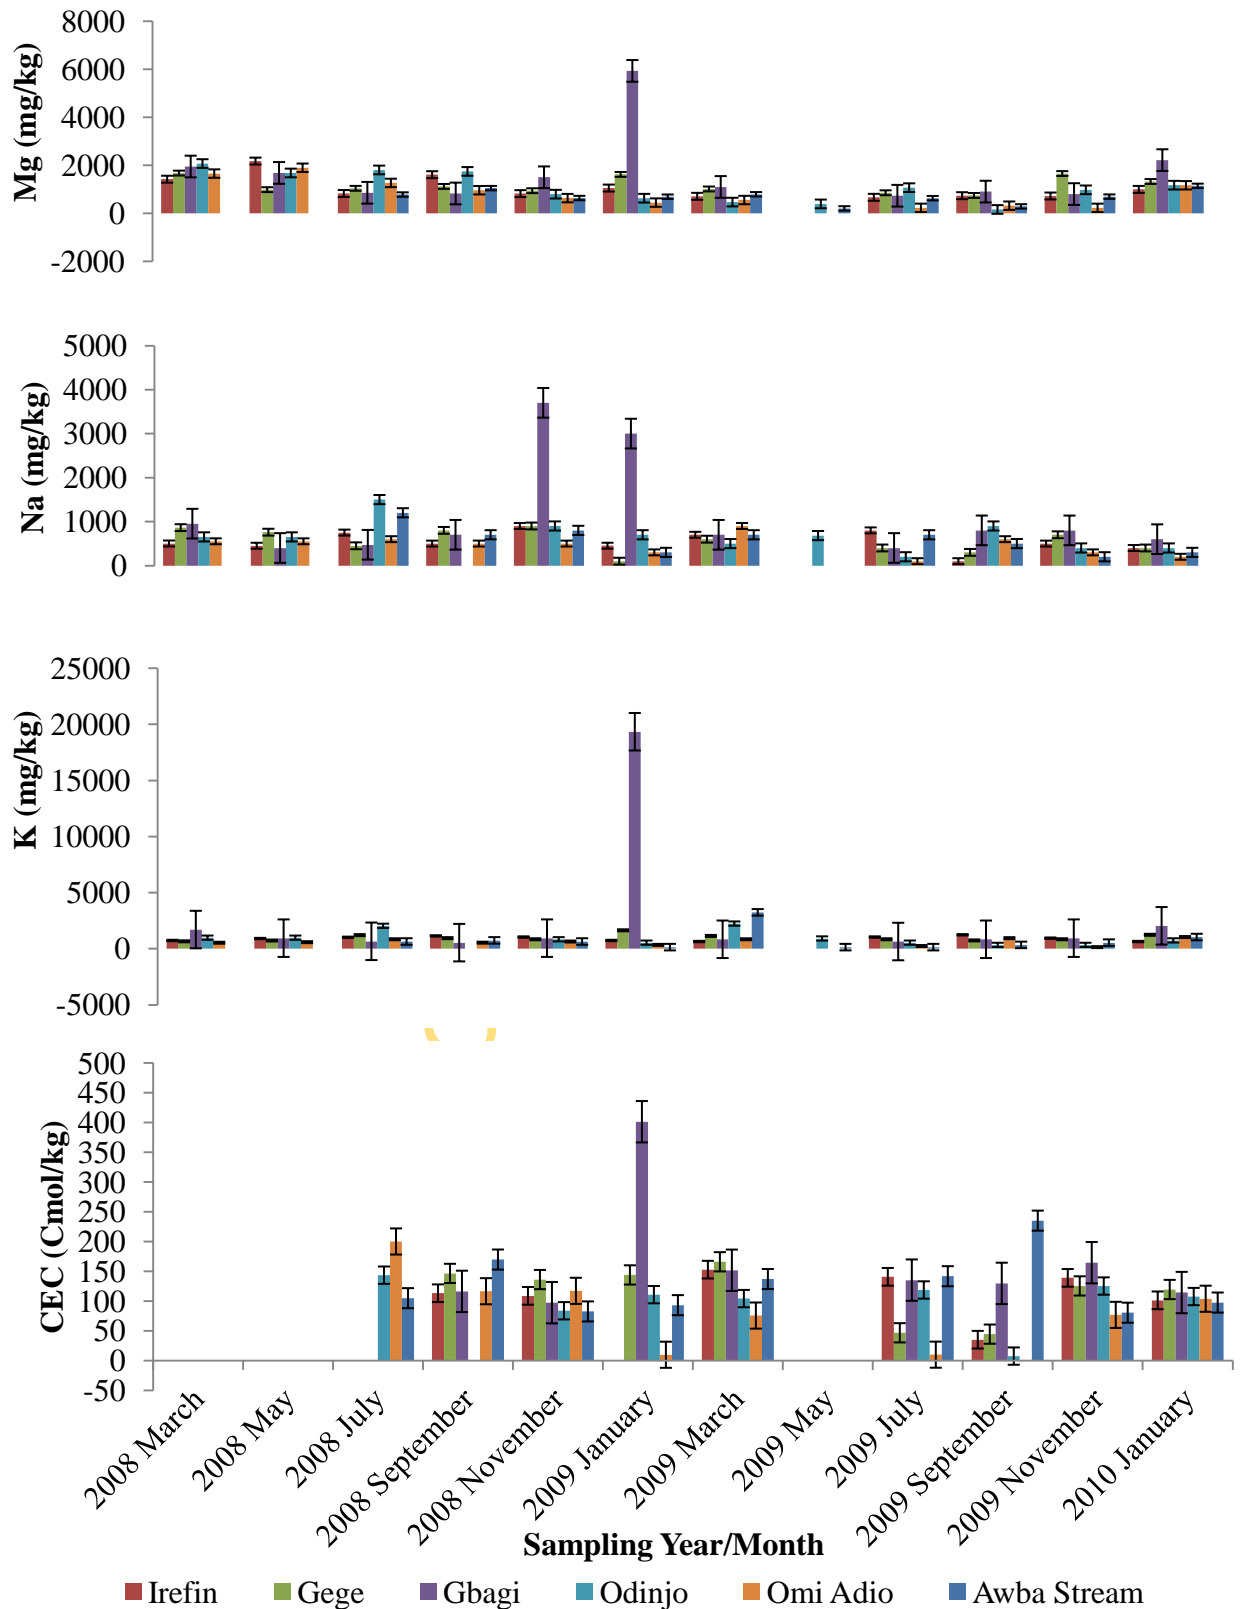 Mg (mg/kg)
8000
6000
4000
2000
0
-2000
Na (mg/kg)
5000
4000
3000
2000
1000
0
K (mg/kg)
25000
20000
15000
10000
5000
0
-5000
CEC (Cmol/kg)
500
450
400
350
300
250
200
150
100
50
0
-50
2008 March
2008 May
2008 July
2008 September
2008 November
2009 January
2009 March
2009 May
2009 July
2009 September
2009 November
2010 January
Sampling Year/Month
Irefin Gege Gbagi Odinjo Omi Adio Awba Stream